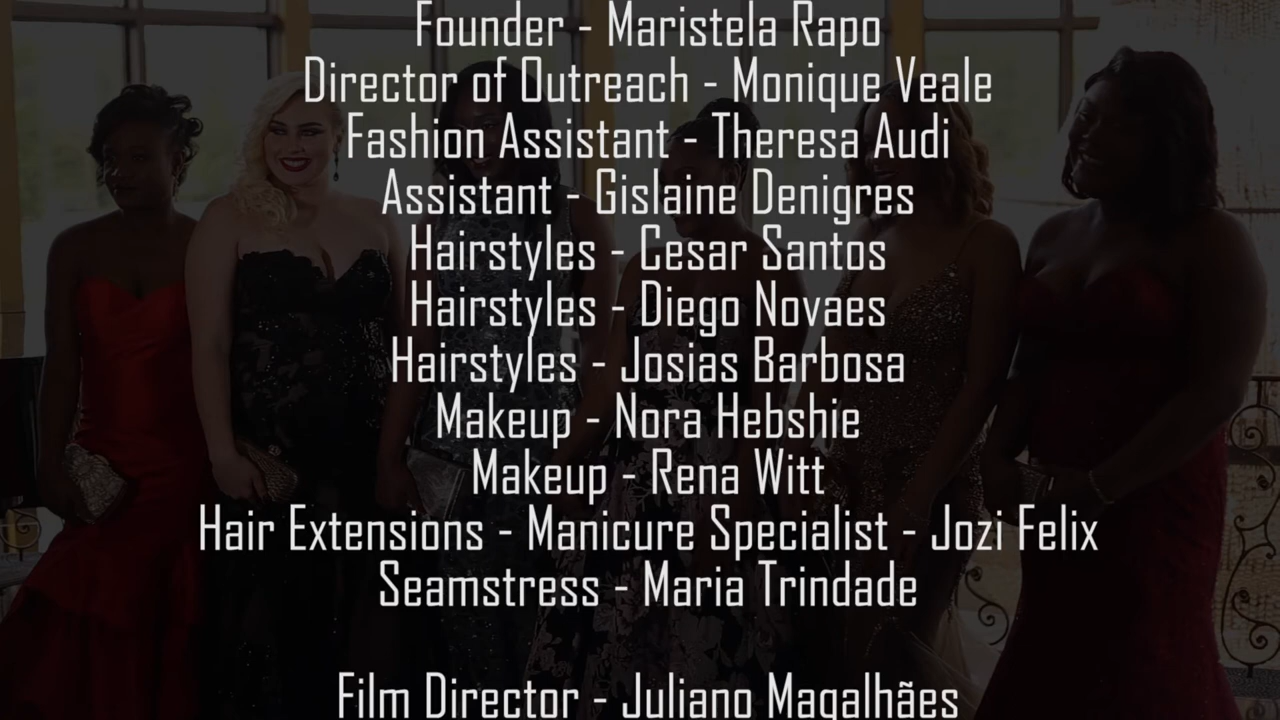 Founder - Maristela Rapo
Director of Outreach - Monique Veale
Fashion Assistant - Theresa Audi
Assistant - Gislaine Denigres
Hairstyles - Cesar Santos
Hairstyles - Diego Novaes
Hairstyles - Josias Barbosa
Makeup - Nora Hebshie
Makeup - Rena Witt
Hair Extensions - Manicure Specialist - Jozi Felix
Seamstress - Maria Trindade
Film Director - Juliano Magalhães